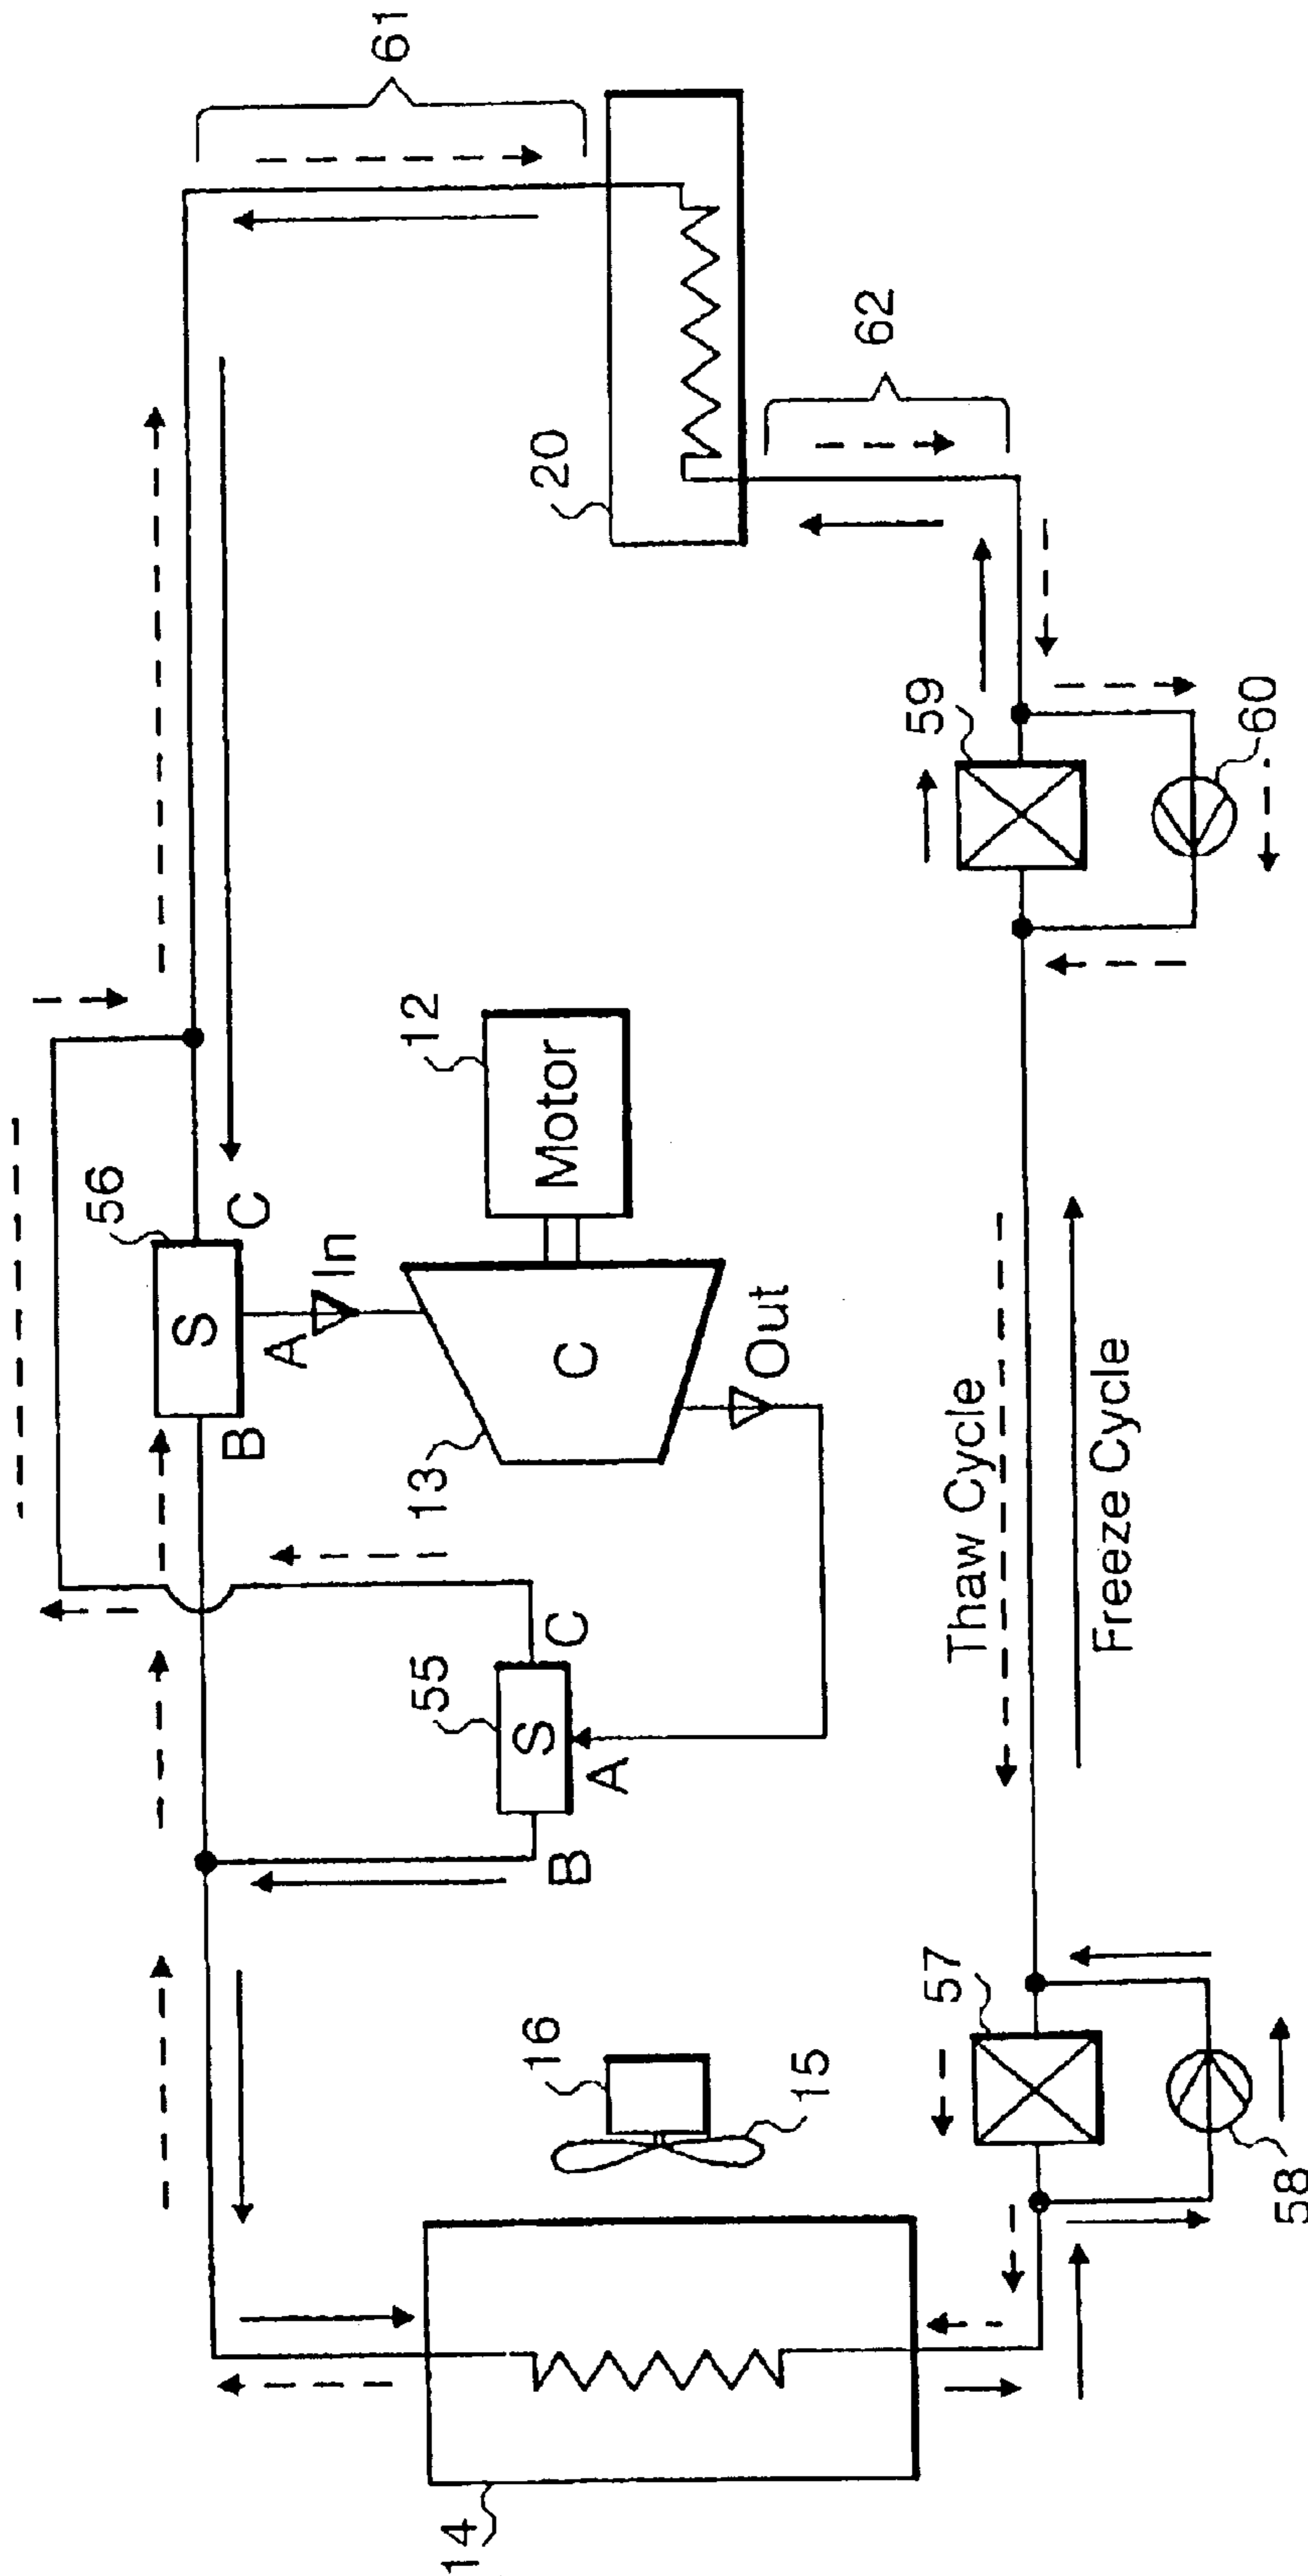 61
56
C
S
B
A
In
12
Motor
C
13
Out
55
C
S
A
B
20
62
59
60
Thaw Cycle
Freeze Cycle
16
15
57
58
14